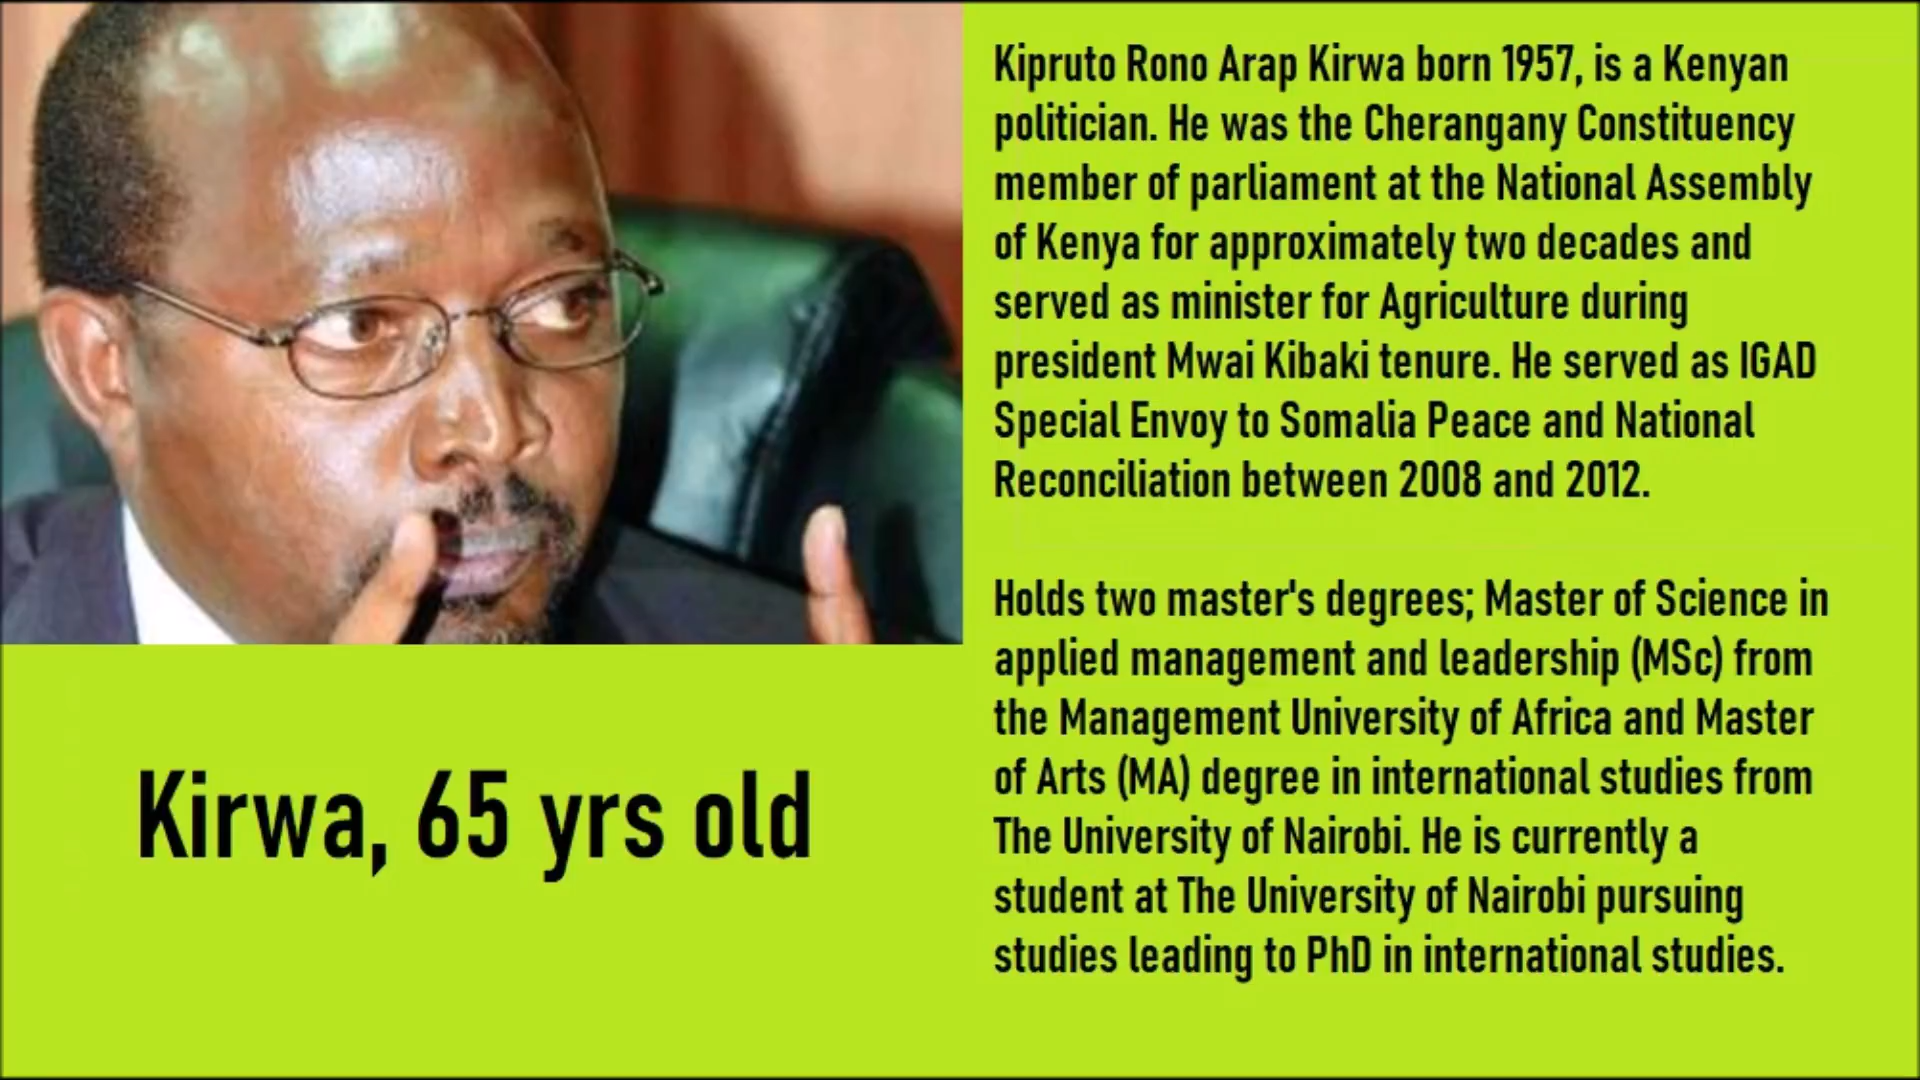 Kipruto Rono Arap Kirwa born 1957, is a Kenyan
politician. He was the Cherangany Constituency
member of parliament at the National Assembly
of Kenya for approximately two decades and
served as minister for Agriculture during
president Mwai Kibaki tenure. He served as IGAD
Special Envoy to Somalia Peace and National
Reconciliation between 2008 and 2012.
Holds two master's degrees; Master of Science in
applied management and leadership (MSc) from
the Management University of Africa and Master
of Arts (MA) degree in international studies from
The University of Nairobi. He is currently a
student at The University of Nairobi pursuing
studies leading to PhD in international studies.
Kirwa, 65 yrs old